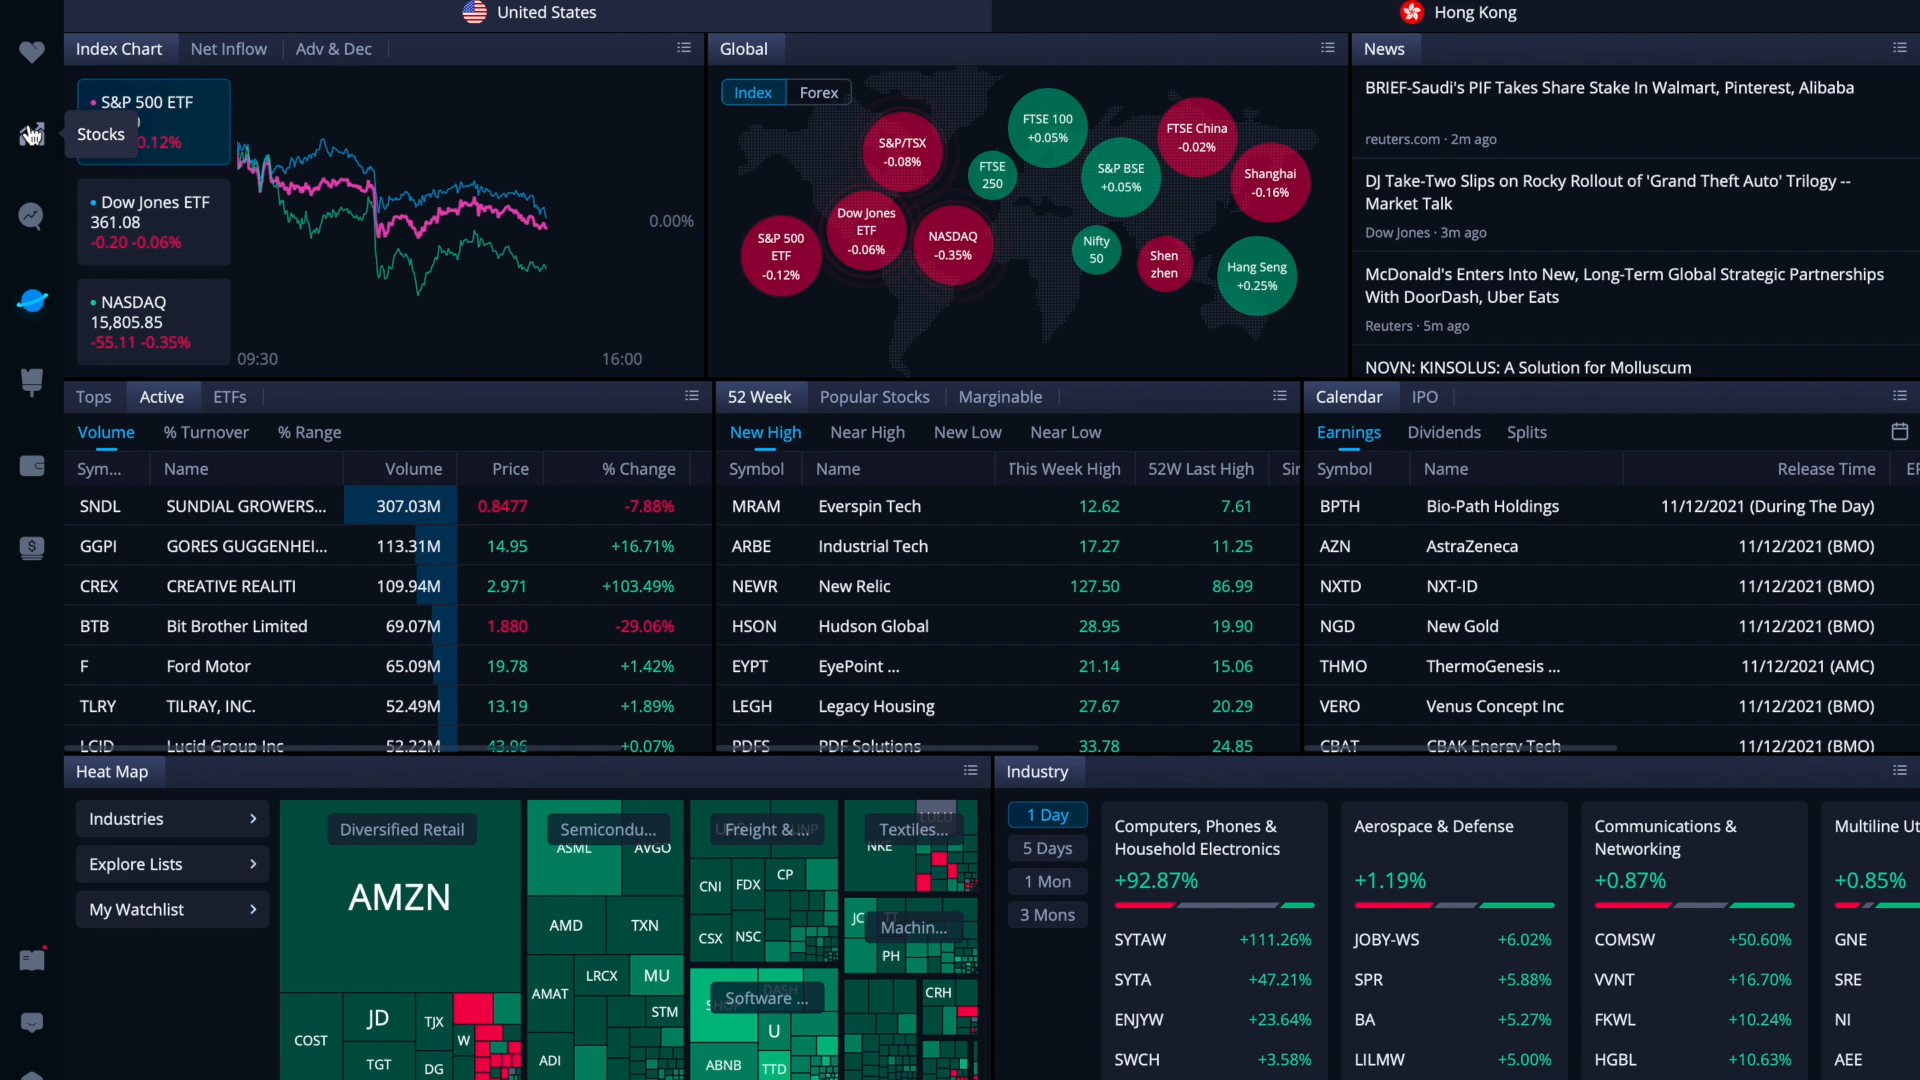 United States
Hong Kong
Index Chart
Net Inflow
Adv & Dec
Global
News
Stocks
S&P 500 ETF
0.12%
Dow Jones ETF
361.08
-0.20 -0.06%
NASDAQ
15,805.85
-55.11 -0.35%
0.00%
09:30
16:00
Index
Forex
S&P/TSX
-0.08%
FTSE 100
+0.05%
FTSE
250
S&P BSE
+0.05%
FTSE China
-0.02%
Shanghai
-0.16%
S&P 500
ETF
-0.12%
Dow Jones
ETF
-0.06%
NASDAQ
-0.35%
Nifty
50
Shen
zhen
Hang Seng
+0.25%
BRIEF-Saudi's PIF Takes Share Stake In Walmart, Pinterest, Alibaba
reuters.com · 2m ago
DJ Take-Two Slips on Rocky Rollout of 'Grand Theft Auto' Trilogy --
Market Talk
Dow Jones · 3m ago
McDonald's Enters Into New, Long-Term Global Strategic Partnerships
With DoorDash, Uber Eats
Reuters · 5m ago
NOVN: KINSOLUS: A Solution for Molluscum
Tops
Active
ETFs
Volume
% Turnover
% Range
Sym... Name Volume Price % Change
SNDL SUNDIAL GROWERS... 307.03M 0.8477 -7.88%
GGPI GORES GUGGENHEI... 113.31M 14.95 +16.71%
CREX CREATIVE REALITI 109.94M 2.971 +103.49%
BTB Bit Brother Limited 69.07M 1.880 -29.06%
F Ford Motor 65.09M 19.78 +1.42%
TLRY TILRAY, INC. 52.49M 13.19 +1.89%
LCID Lucid Group Inc 52.22M 43.96 +0.07%
52 Week
Popular Stocks
Marginable
New High
Near High
New Low
Near Low
Symbol Name This Week High 52W Last High
MRAM Everspin Tech 12.62 7.61
ARBE Industrial Tech 17.27 11.25
NEWR New Relic 127.50 86.99
HSON Hudson Global 28.95 19.90
EYPT EyePoint ... 21.14 15.06
LEGH Legacy Housing 27.67 20.29
PDFS PDF Solutions 33.78 24.85
Calendar
IPO
Earnings
Dividends
Splits
Symbol Name Release Time
BPTH Bio-Path Holdings 11/12/2021 (During The Day)
AZN AstraZeneca 11/12/2021 (BMO)
NXTD NXT-ID 11/12/2021 (BMO)
NGD New Gold 11/12/2021 (BMO)
THMO ThermoGenesis ... 11/12/2021 (AMC)
VERO Venus Concept Inc 11/12/2021 (BMO)
CBAT CBAK Energy Tech 11/12/2021 (BMO)
Heat Map
Industries
Explore Lists
My Watchlist
Diversified Retail
AMZN
COST
JD
TGT
TJX
DG
W
Semicondu...
ASML
AVGO
AMD
TXN
AMAT
LRCX
MU
STM
ADI
Freight & ...
CNI
FDX
CP
CSX
NSC
Software ...
U
ABNB
TTD
Textiles...
LULU
NKE
JC
Machin...
PH
CRH
Industry
1 Day
5 Days
1 Mon
3 Mons
Computers, Phones &
Household Electronics
+92.87%
SYTAW +111.26%
SYTA +47.21%
ENJYW +23.64%
SWCH +3.58%
Aerospace & Defense
+1.19%
JOBY-WS +6.02%
SPR +5.88%
BA +5.27%
LILMW +5.00%
Communications &
Networking
+0.87%
COMSW +50.60%
VVNT +16.70%
FKWL +10.24%
HGBL +10.63%
Multiline Ut
+0.85%
GNE
SRE
NI
AEE